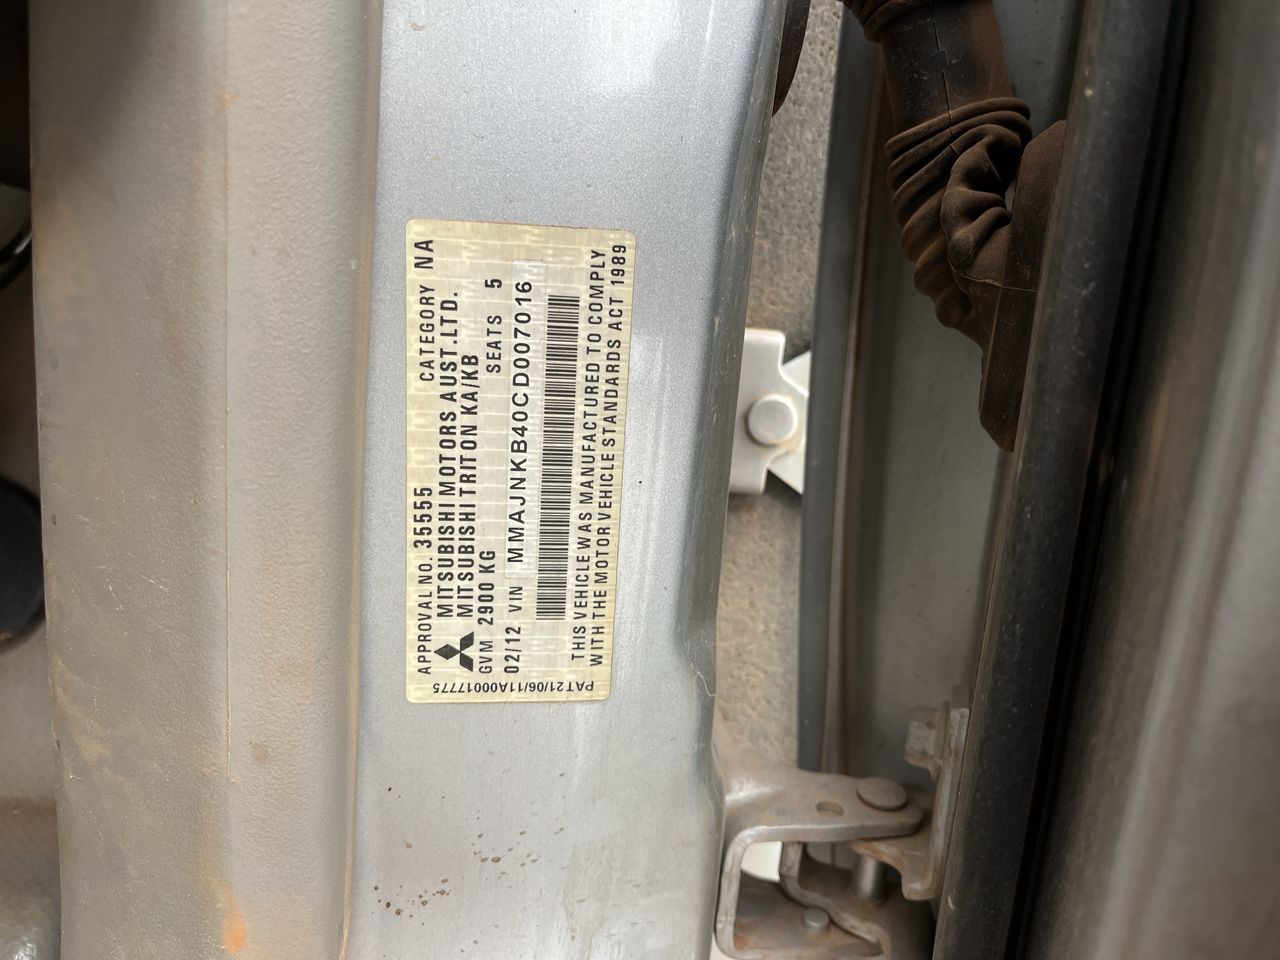 APPROVAL NO. 35555 CATEGORY NA
MITSUBISHI MOTORS AUST. LTD.
MITSUBISHI TRITON KA/KB
GVM 2900 KG SEATS 5
02/12 VIN MMAJNKB40CD007016
THIS VEHICLE WAS MANUFACTURED TO COMPLY
WITH THE MOTOR VEHICLE STANDARDS ACT 1989
PAT21/06/11A00017775